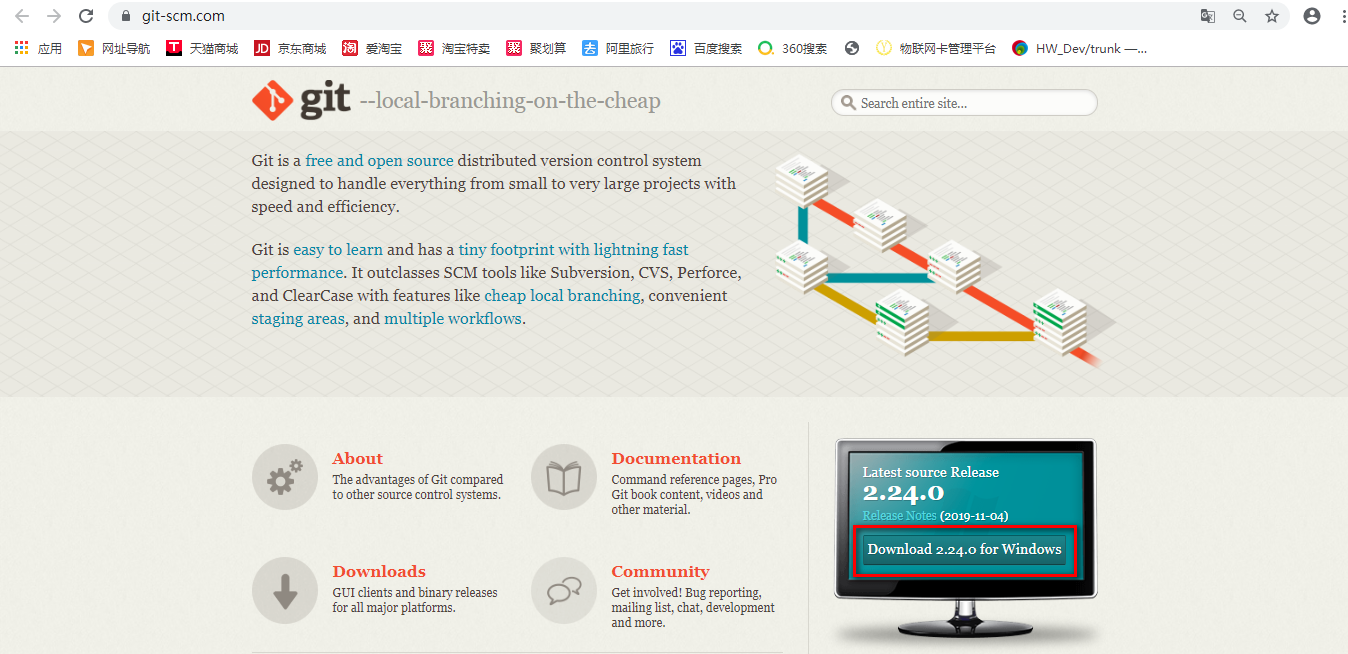 git-scm.com
应用 网址导航 天猫商城 京东商城 爱淘宝 淘宝特卖 聚划算 阿里旅行 百度搜索 360搜索 物联网卡管理平台 HW_Dev/trunk —...
git --local-branching-on-the-cheap
Search entire site...
Git is a free and open source distributed version control system
designed to handle everything from small to very large projects with
speed and efficiency.
Git is easy to learn and has a tiny footprint with lightning fast
performance. It outclasses SCM tools like Subversion, CVS, Perforce,
and ClearCase with features like cheap local branching, convenient
staging areas, and multiple workflows.
About
The advantages of Git compared
to other source control systems.
Documentation
Command reference pages, Pro
Git book content, videos and
other material.
Downloads
GUI clients and binary releases
for all major platforms.
Community
Get involved! Bug reporting,
mailing list, chat, development
and more.
Latest source Release
2.24.0
Release Notes (2019-11-04)
Download 2.24.0 for Windows